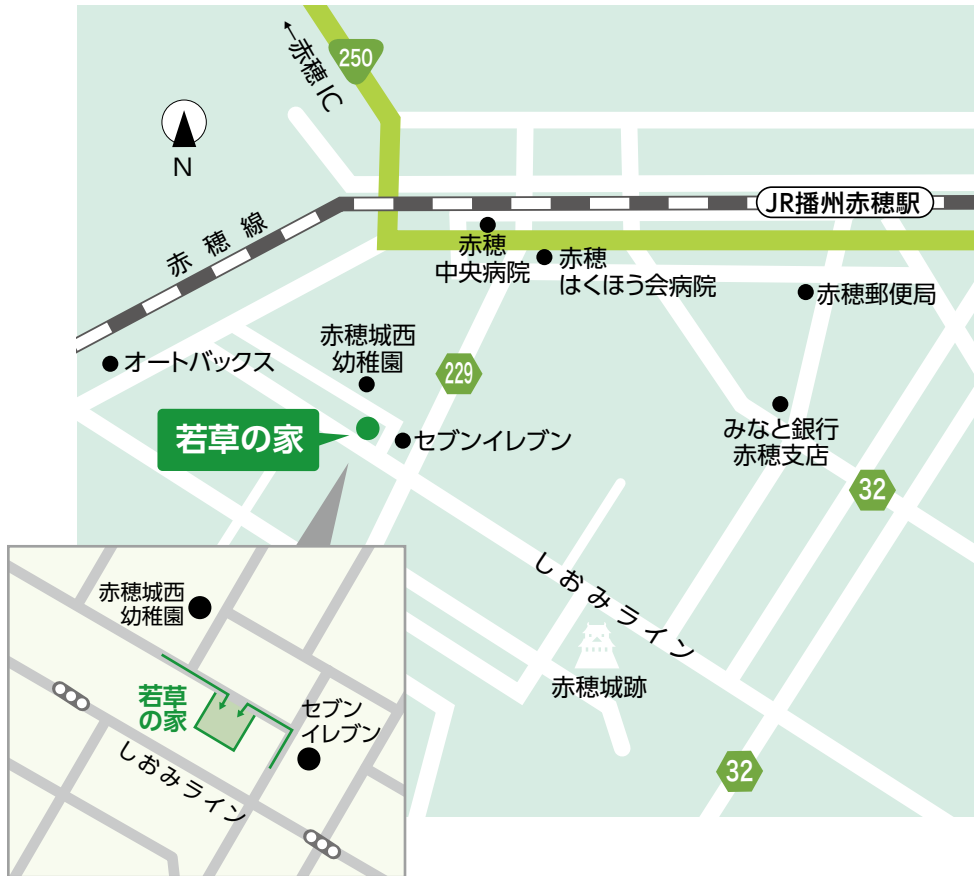 ←赤穂IC
250
N
JR播州赤穂駅
赤穂線
赤穂
中央病院
赤穂
はくほう会病院
赤穂郵便局
赤穂城西
幼稚園
オートバックス
229
若草の家
セブンイレブン
みなと銀行
赤穂支店
32
しおみライン
赤穂城跡
32
赤穂城西
幼稚園
若草
の家
セブン
イレブン
しおみライン